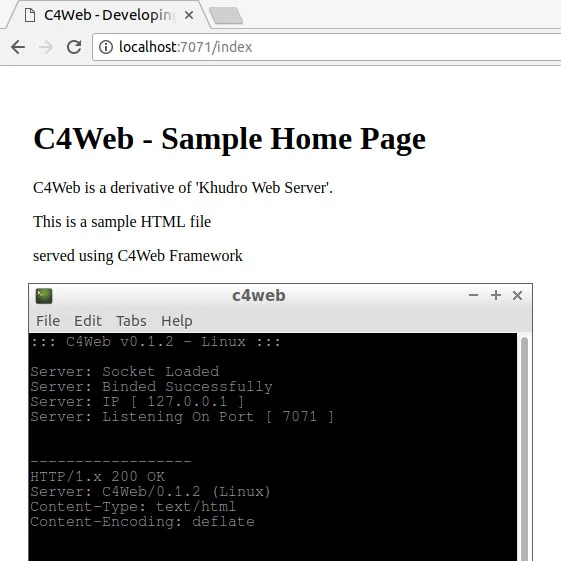 C4Web - Developing
localhost:7071/index
C4Web - Sample Home Page
C4Web is a derivative of 'Khudro Web Server'.
This is a sample HTML file
served using C4Web Framework
c4web
File Edit Tabs Help
::: C4Web v0.1.2 - Linux :::
Server: Socket Loaded
Server: Binded Successfully
Server: IP [ 127.0.0.1 ]
Server: Listening On Port [ 7071 ]
------------------
HTTP/1.x 200 OK
Server: C4Web/0.1.2 (Linux)
Content-Type: text/html
Content-Encoding: deflate